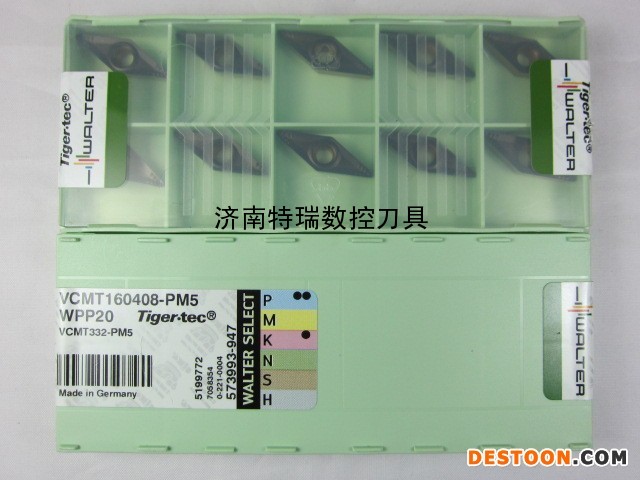 Tiger·tec®
WALTER
Tiger·tec®
WALTER
济南特瑞数控刀具
VCMT160408-PM5
WPP20 Tiger·tec®
VCMT332-PM5
Made in Germany
5199772
7058354
0-221-0004
573993-947
WALTER SELECT
P
M
K
N
S
H
DESTOON.COM